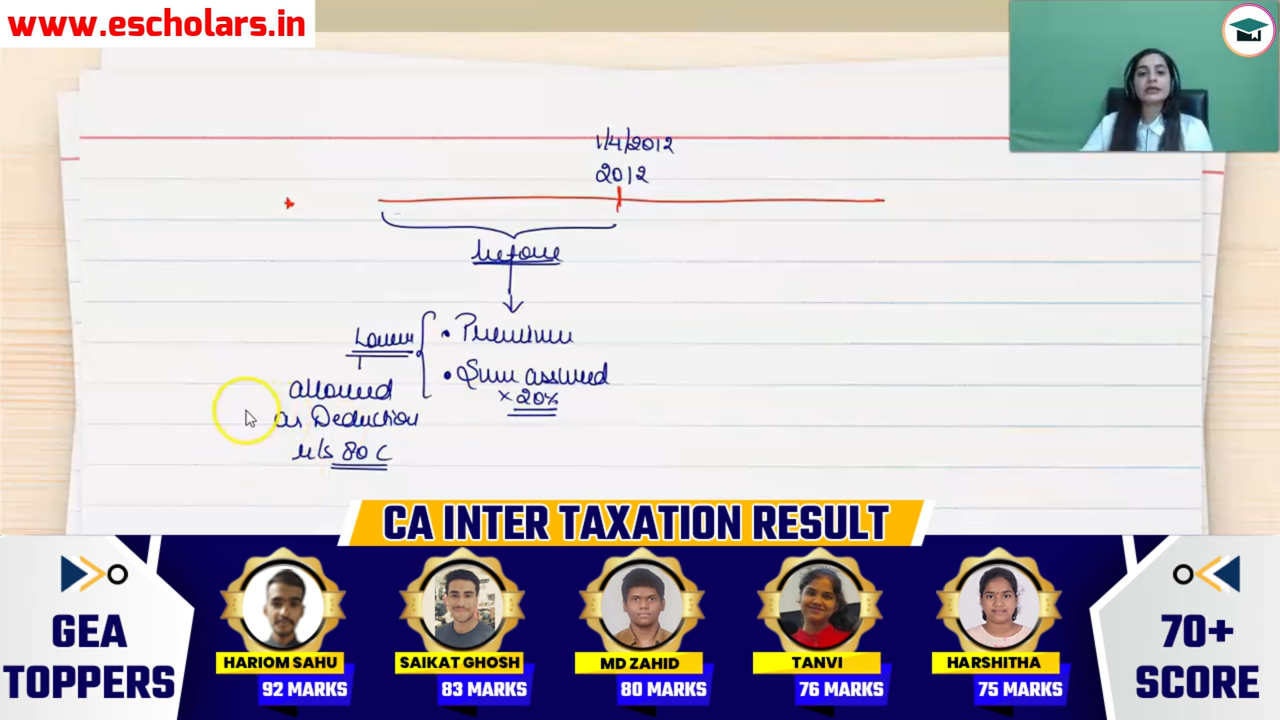 www.escholars.in
1/4/2012
2012
before
Lower
• Premium
• Sum assured
× 20%
allowed
as Deduction
u/s 80 C
CA INTER TAXATION RESULT
GEA
TOPPERS
HARIOM SAHU
92 MARKS
SAIKAT GHOSH
83 MARKS
MD ZAHID
80 MARKS
TANVI
76 MARKS
HARSHITHA
75 MARKS
70+
SCORE